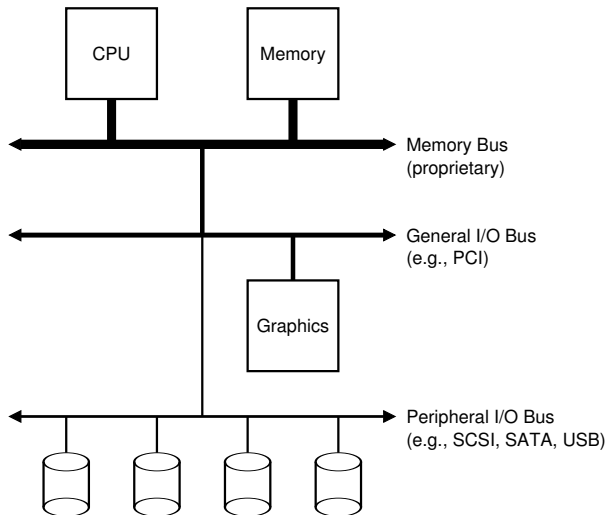 CPU
Memory
Memory Bus
(proprietary)
General I/O Bus
(e.g., PCI)
Graphics
Peripheral I/O Bus
(e.g., SCSI, SATA, USB)